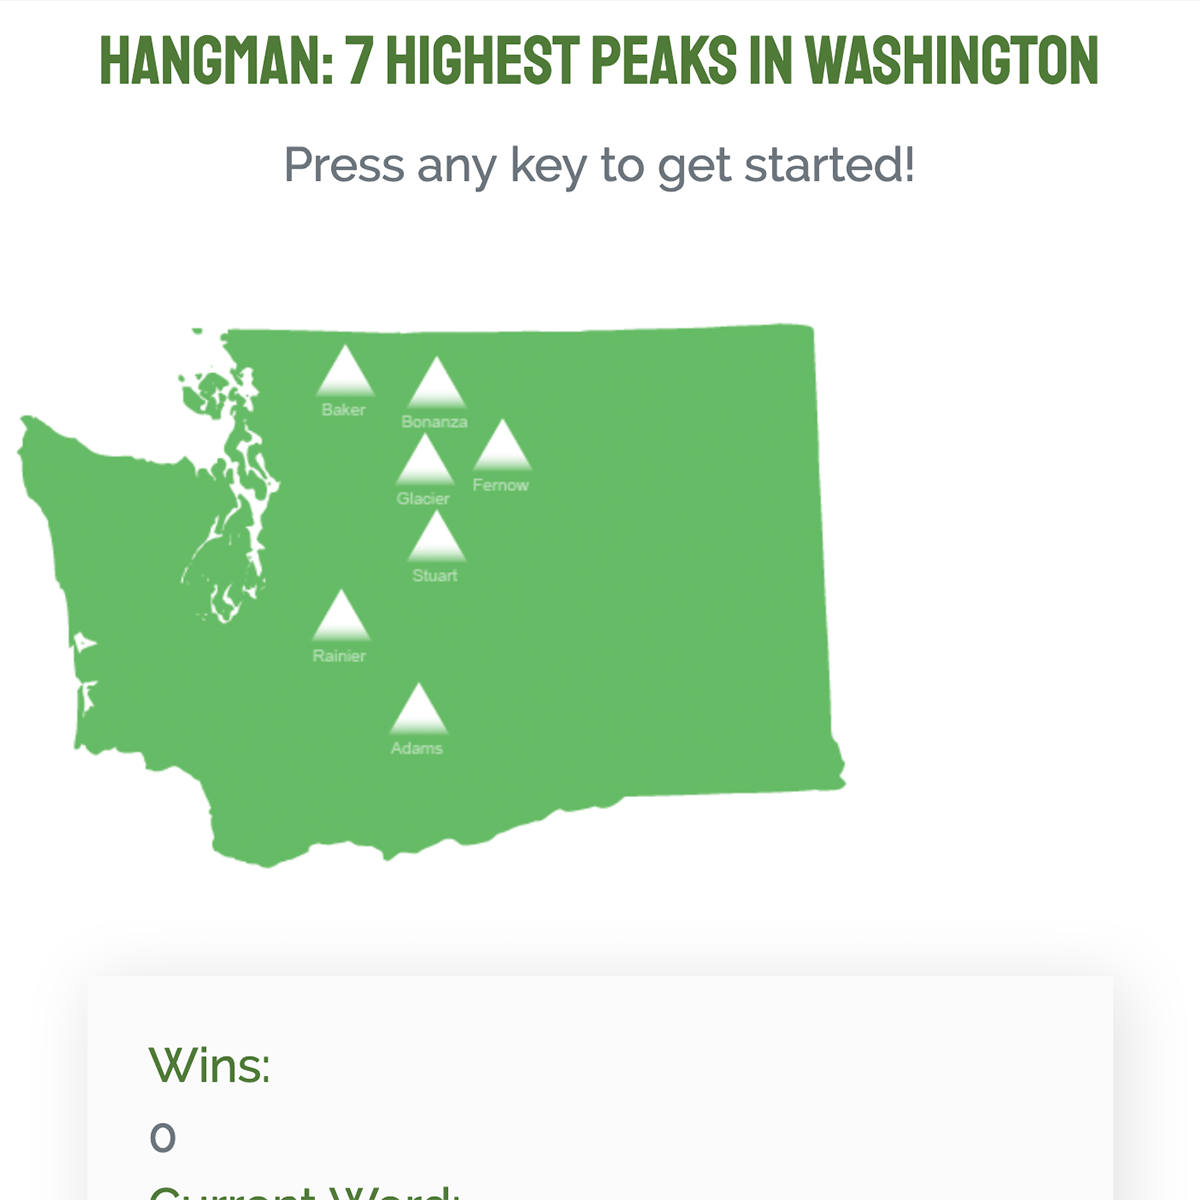 HANGMAN: 7 HIGHEST PEAKS IN WASHINGTON
Press any key to get started!
Baker
Bonanza
Glacier
Fernow
Stuart
Rainier
Adams
Wins:
0
Current Word: